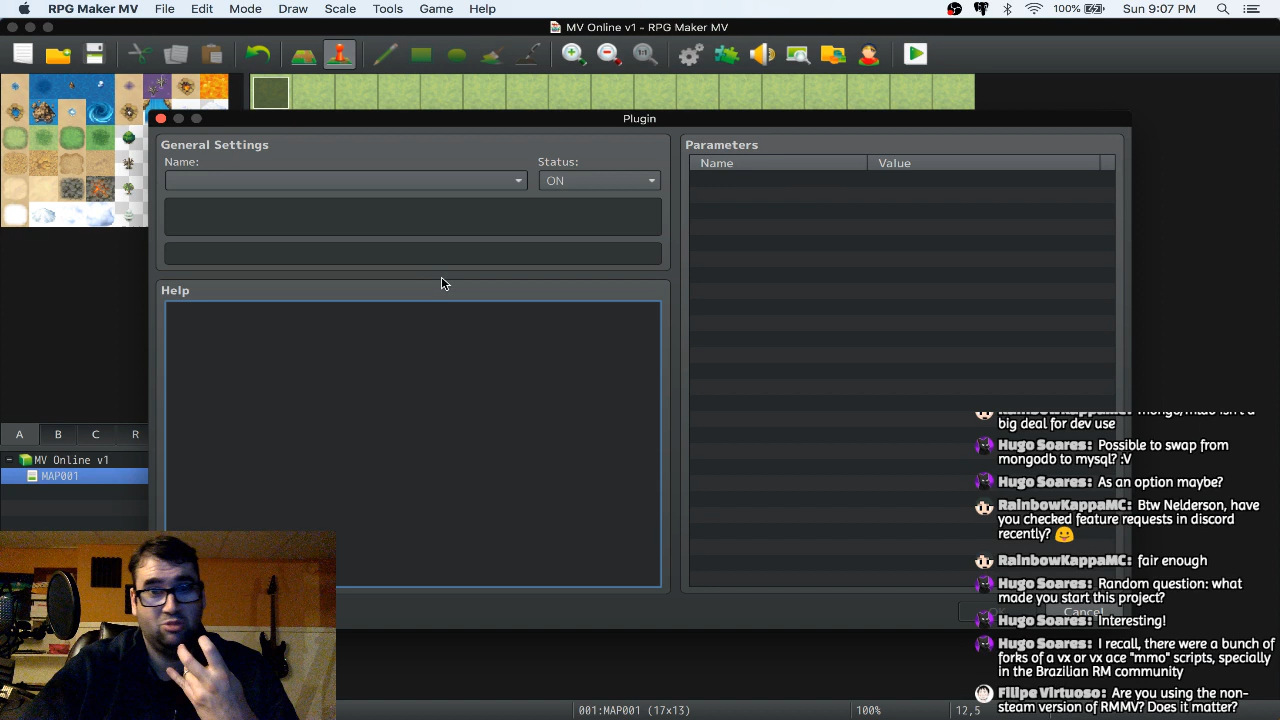 RPG Maker MV File Edit Mode Draw Scale Tools Game Help 100% Sun 9:07 PM
MV Online v1 - RPG Maker MV
1:1
Plugin
General Settings
Name: Status:
ON
Help
Parameters
Name Value
A B C R
MV Online v1
MAP001
RainbowKappaMC:
big deal for dev use
Hugo Soares: Possible to swap from
mongodb to mysql? :V
Hugo Soares: As an option maybe?
RainbowKappaMC: Btw Nelderson, have
you checked feature requests in discord
recently?
RainbowKappaMC: fair enough
Hugo Soares: Random question: what
made you start this project?
Cancel
Hugo Soares: Interesting!
Hugo Soares: I recall, there were a bunch of
forks of a vx or vx ace "mmo" scripts, specially
in the Brazilian RM community
Filipe Virtuoso: Are you using the non-
steam version of RMMV? Does it matter?
001:MAP001 (17x13) 100% 12,5